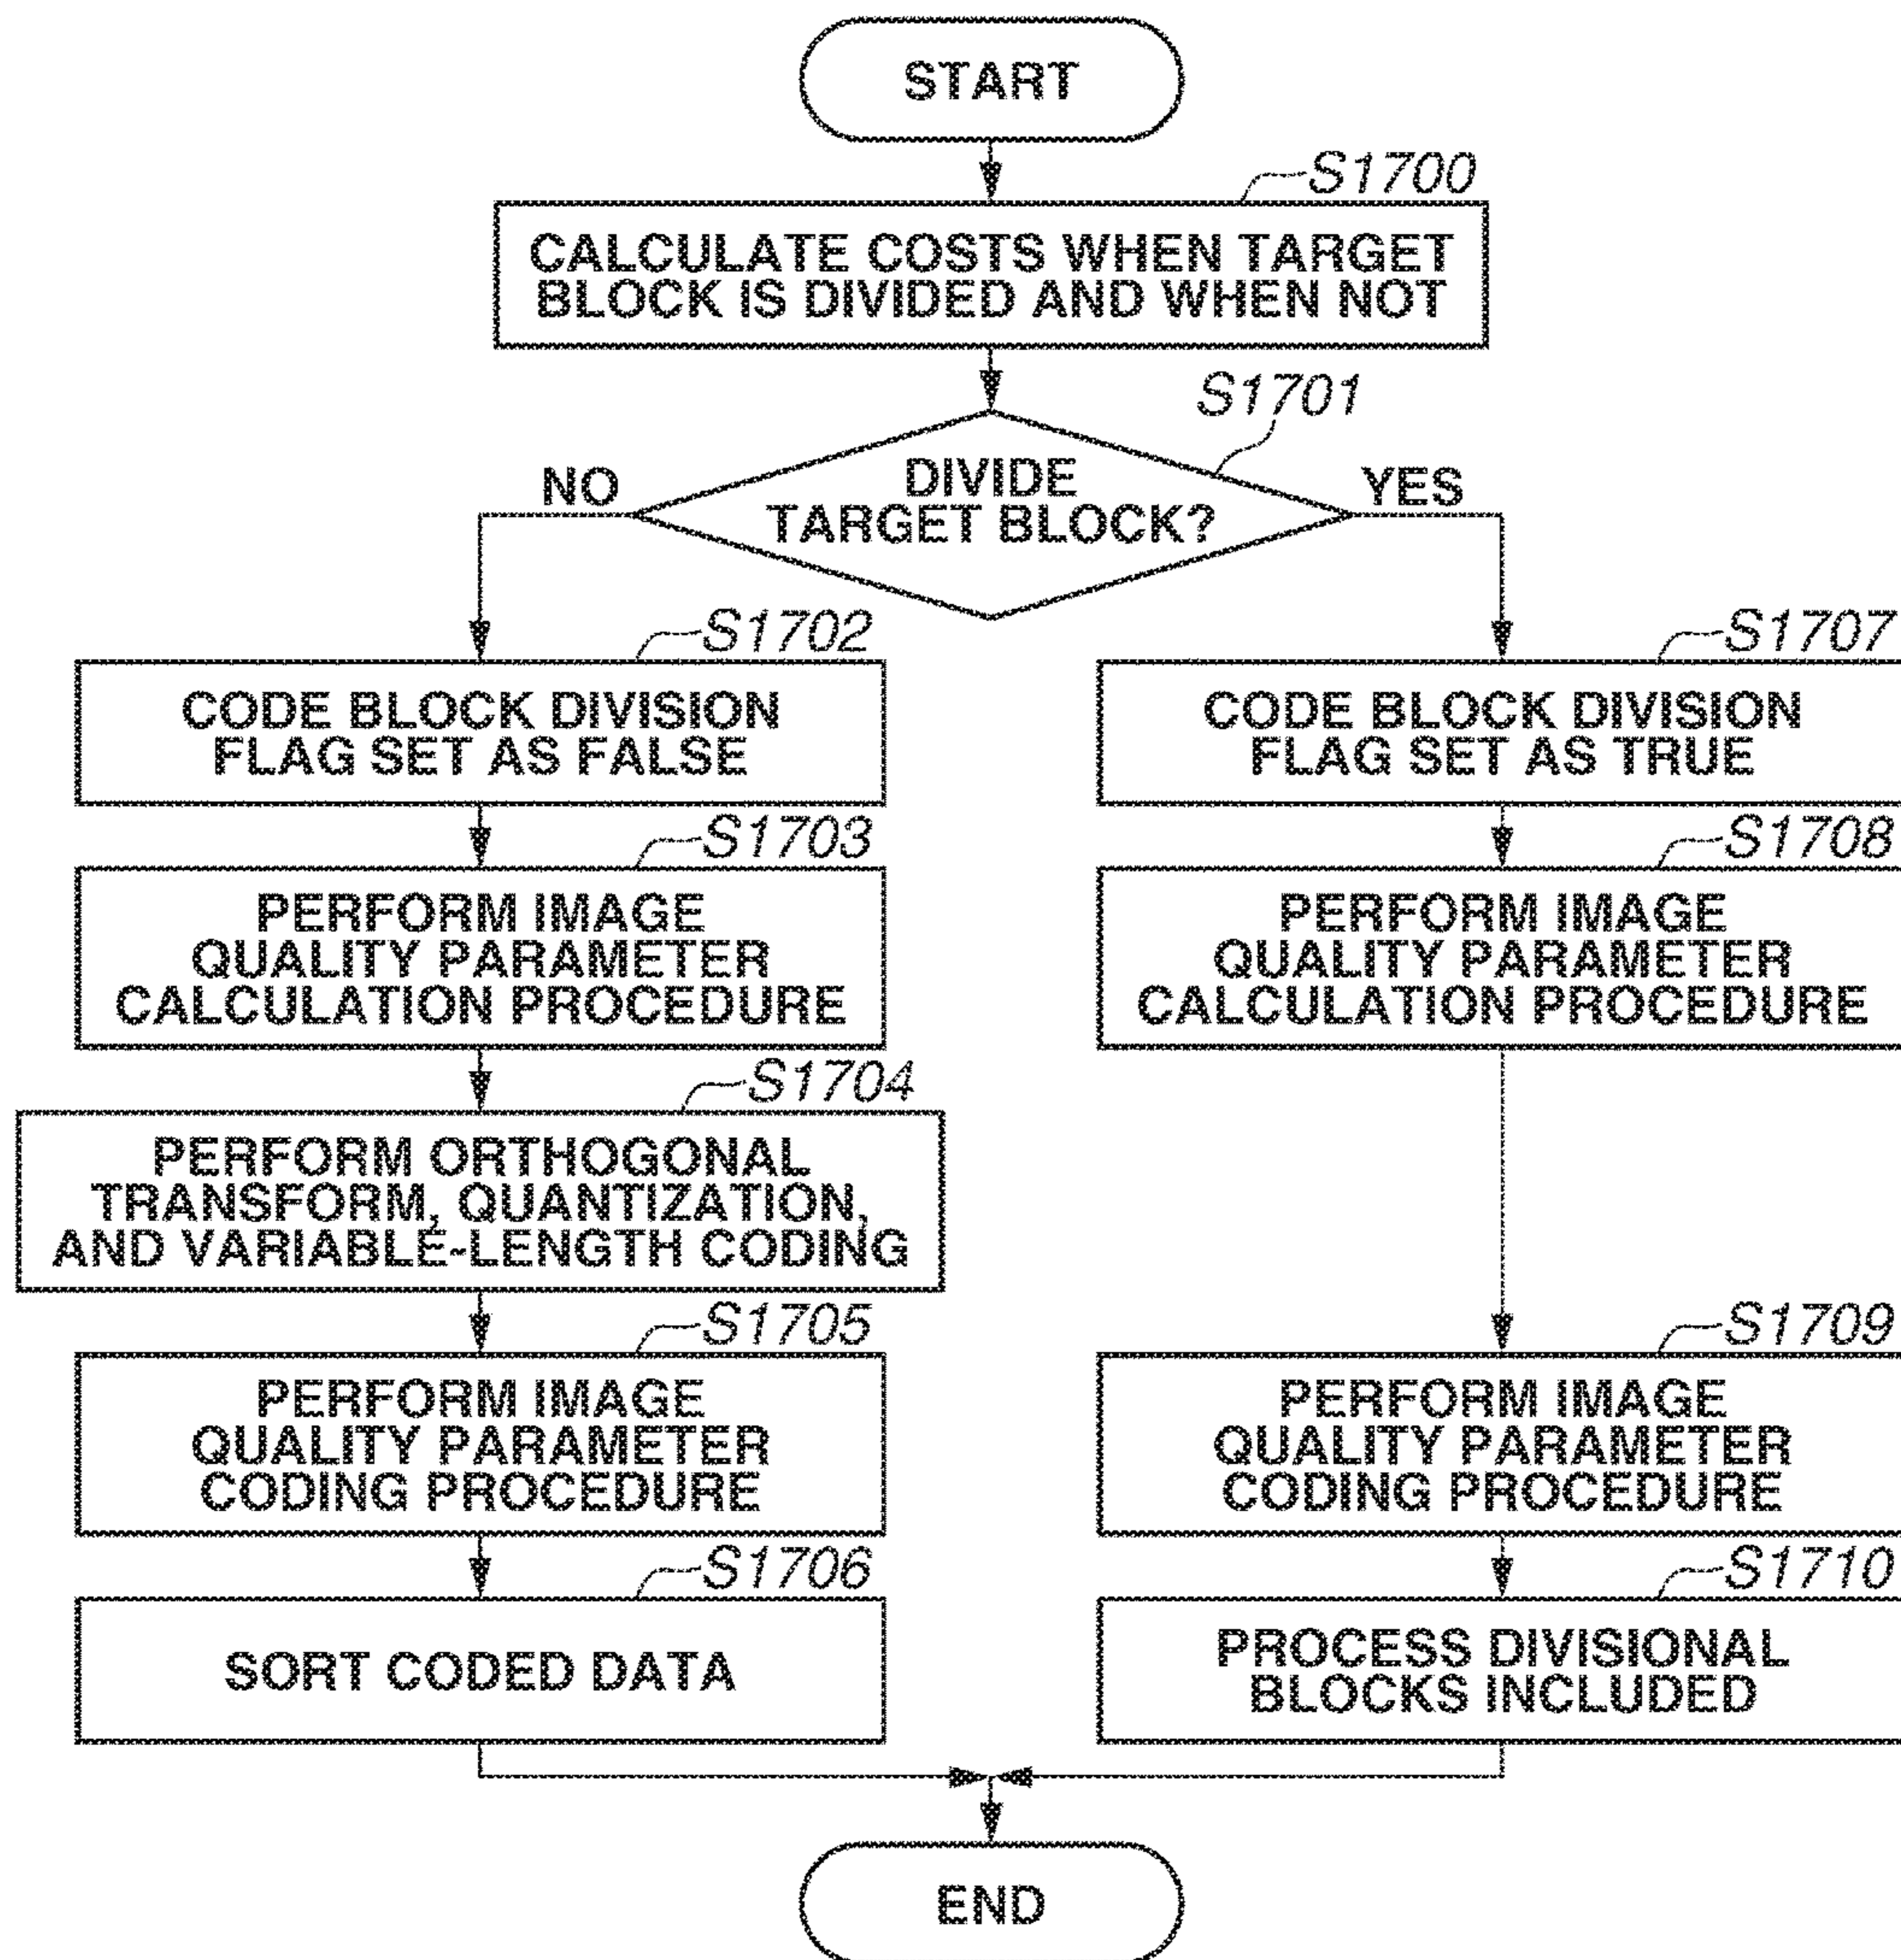 START
S1700
CALCULATE COSTS WHEN TARGET
BLOCK IS DIVIDED AND WHEN NOT
S1701
DIVIDE
TARGET BLOCK?
NO
YES
S1702
CODE BLOCK DIVISION
FLAG SET AS FALSE
S1703
PERFORM IMAGE
QUALITY PARAMETER
CALCULATION PROCEDURE
S1704
PERFORM ORTHOGONAL
TRANSFORM, QUANTIZATION,
AND VARIABLE-LENGTH CODING
S1705
PERFORM IMAGE
QUALITY PARAMETER
CODING PROCEDURE
S1706
SORT CODED DATA
S1707
CODE BLOCK DIVISION
FLAG SET AS TRUE
S1708
PERFORM IMAGE
QUALITY PARAMETER
CALCULATION PROCEDURE
S1709
PERFORM IMAGE
QUALITY PARAMETER
CODING PROCEDURE
S1710
PROCESS DIVISIONAL
BLOCKS INCLUDED
END